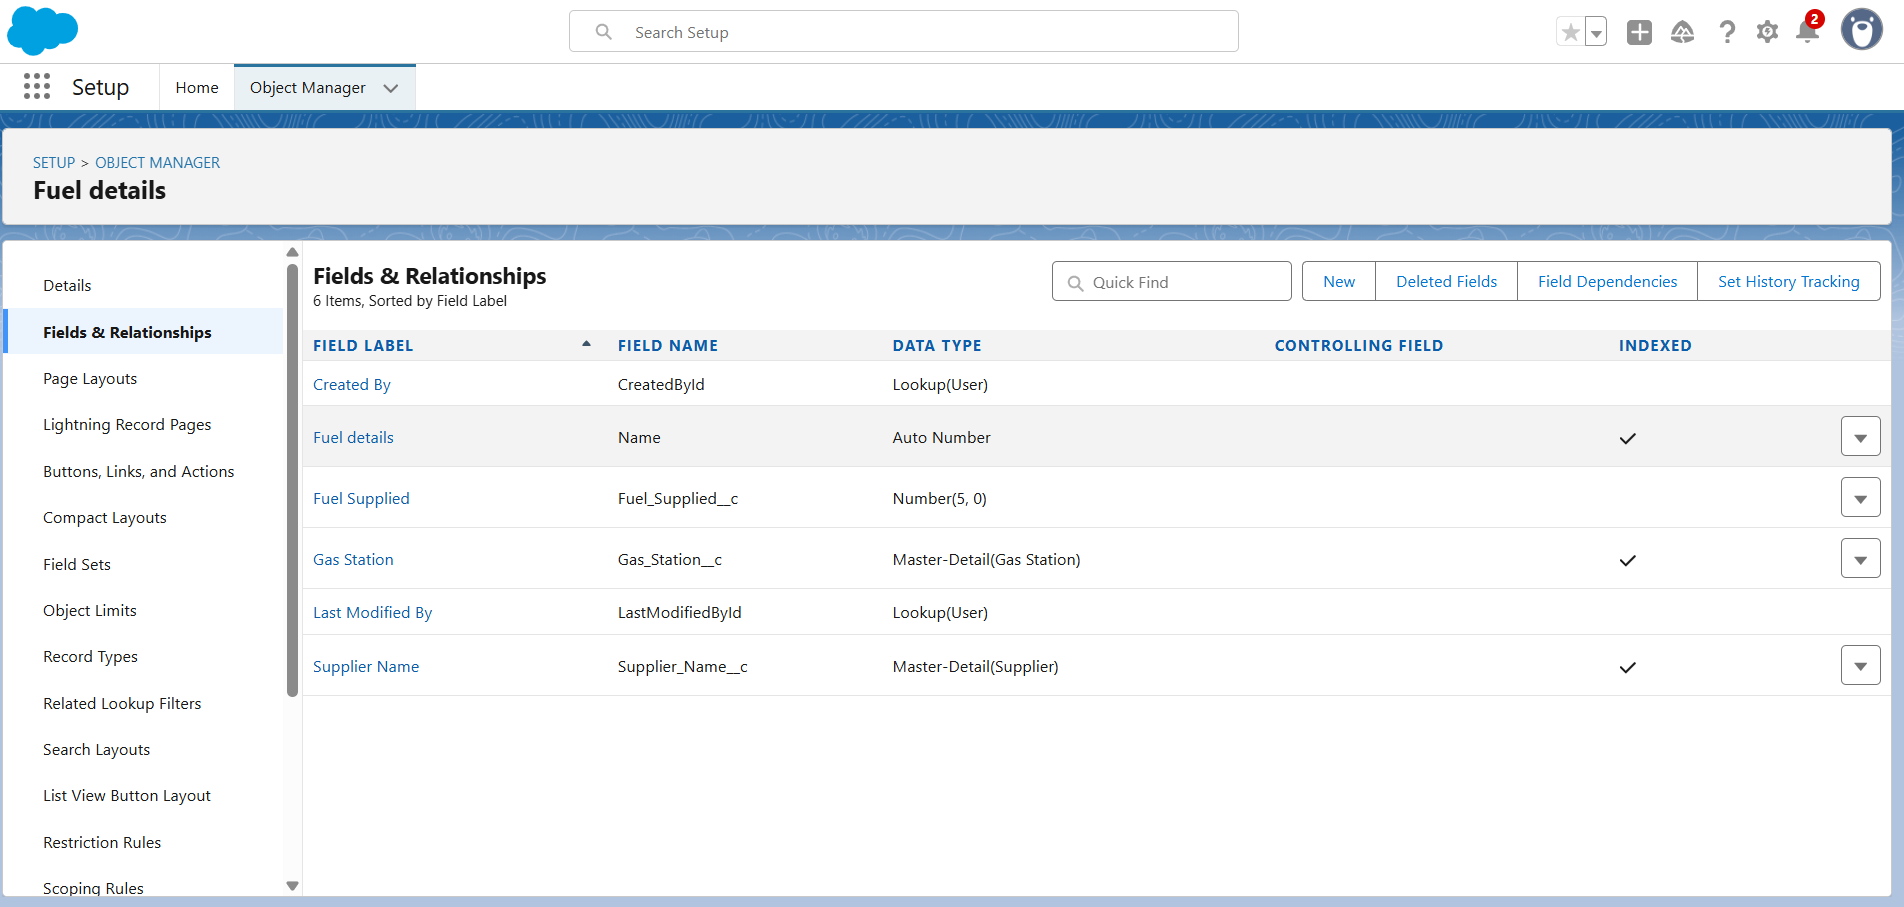 Search Setup
2
Setup
Home
Object Manager
SETUP > OBJECT MANAGER
Fuel details
Details
Fields & Relationships
Page Layouts
Lightning Record Pages
Buttons, Links, and Actions
Compact Layouts
Field Sets
Object Limits
Record Types
Related Lookup Filters
Search Layouts
List View Button Layout
Restriction Rules
Scoping Rules
Fields & Relationships
6 Items, Sorted by Field Label
Quick Find
New
Deleted Fields
Field Dependencies
Set History Tracking
FIELD LABEL FIELD NAME DATA TYPE CONTROLLING FIELD INDEXED
Created By CreatedById Lookup(User)
Fuel details Name Auto Number
Fuel Supplied Fuel_Supplied__c Number(5, 0)
Gas Station Gas_Station__c Master-Detail(Gas Station)
Last Modified By LastModifiedById Lookup(User)
Supplier Name Supplier_Name__c Master-Detail(Supplier)